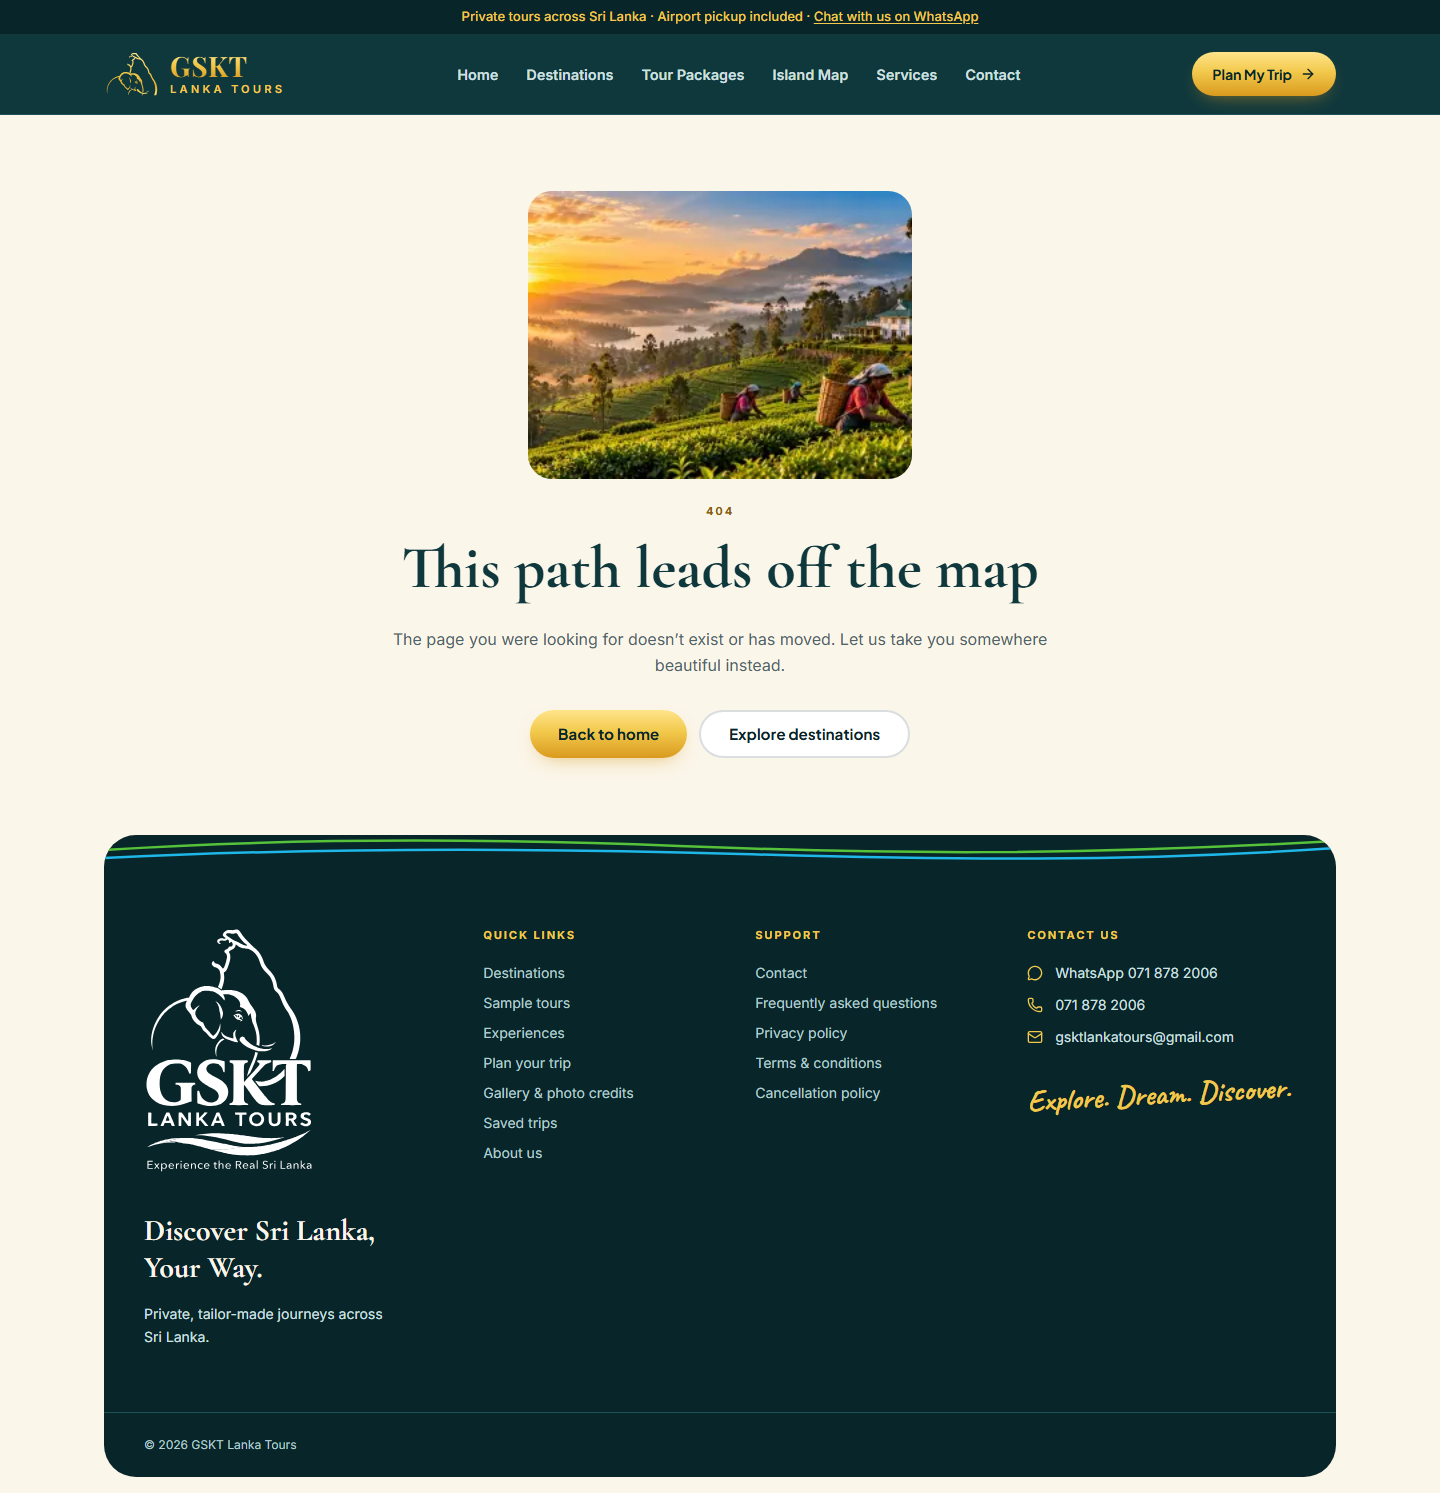 Private tours across Sri Lanka · Airport pickup included · Chat with us on WhatsApp
GSKT
LANKA TOURS
Home
Destinations
Tour Packages
Island Map
Services
Contact
Plan My Trip
404
This path leads off the map
The page you were looking for doesn’t exist or has moved. Let us take you somewhere
beautiful instead.
Back to home
Explore destinations
GSKT
LANKA TOURS
Experience the Real Sri Lanka
Discover Sri Lanka,
Your Way.
Private, tailor-made journeys across
Sri Lanka.
QUICK LINKS
Destinations
Sample tours
Experiences
Plan your trip
Gallery & photo credits
Saved trips
About us
SUPPORT
Contact
Frequently asked questions
Privacy policy
Terms & conditions
Cancellation policy
CONTACT US
WhatsApp 071 878 2006
071 878 2006
gsktlankatours@gmail.com
Explore. Dream. Discover.
© 2026 GSKT Lanka Tours